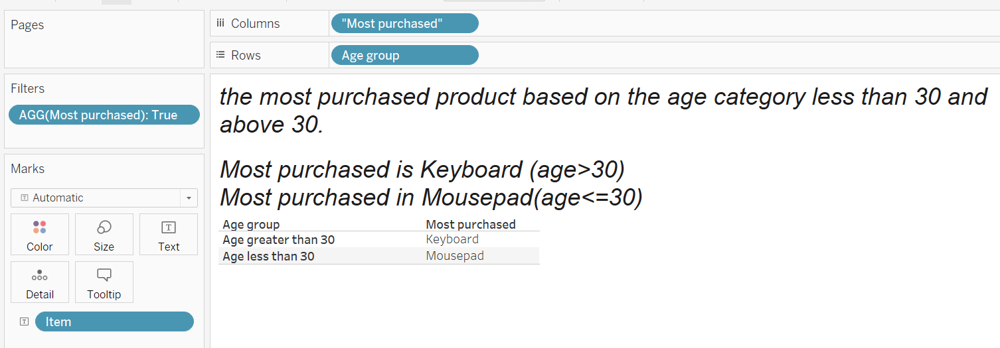 Pages
Columns
"Most purchased"
Rows
Age group
Filters
AGG(Most purchased): True
Marks
T Automatic
Color
Size
T
Text
Detail
Tooltip
T Item
the most purchased product based on the age category less than 30 and
above 30.
Most purchased is Keyboard (age>30)
Most purchased in Mousepad(age<=30)
Age group Most purchased
Age greater than 30 Keyboard
Age less than 30 Mousepad